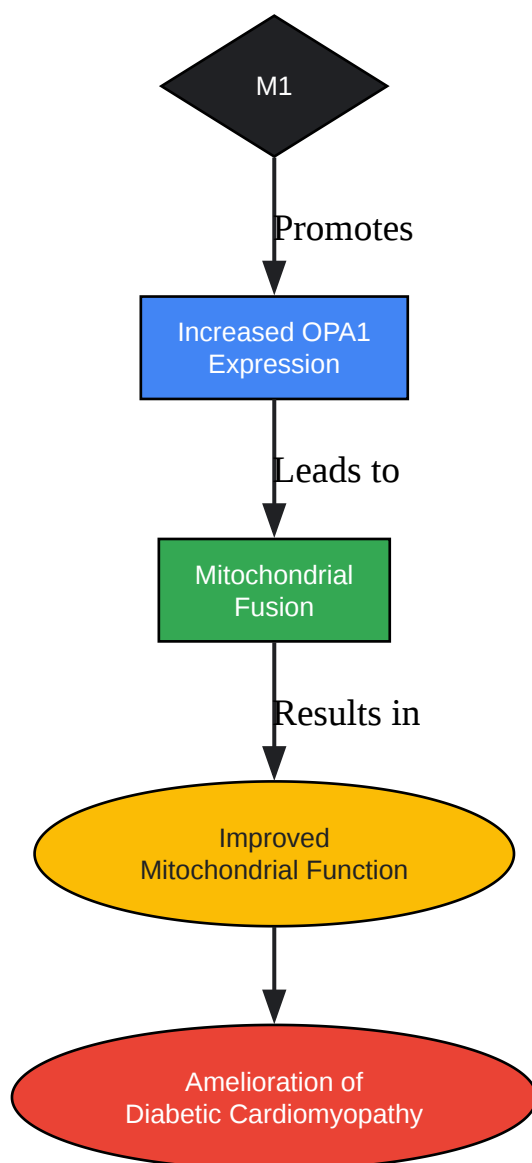 M1
Promotes
Increased OPA1
Expression
Leads to
Mitochondrial
Fusion
Results in
Improved
Mitochondrial Function
Amelioration of
Diabetic Cardiomyopathy